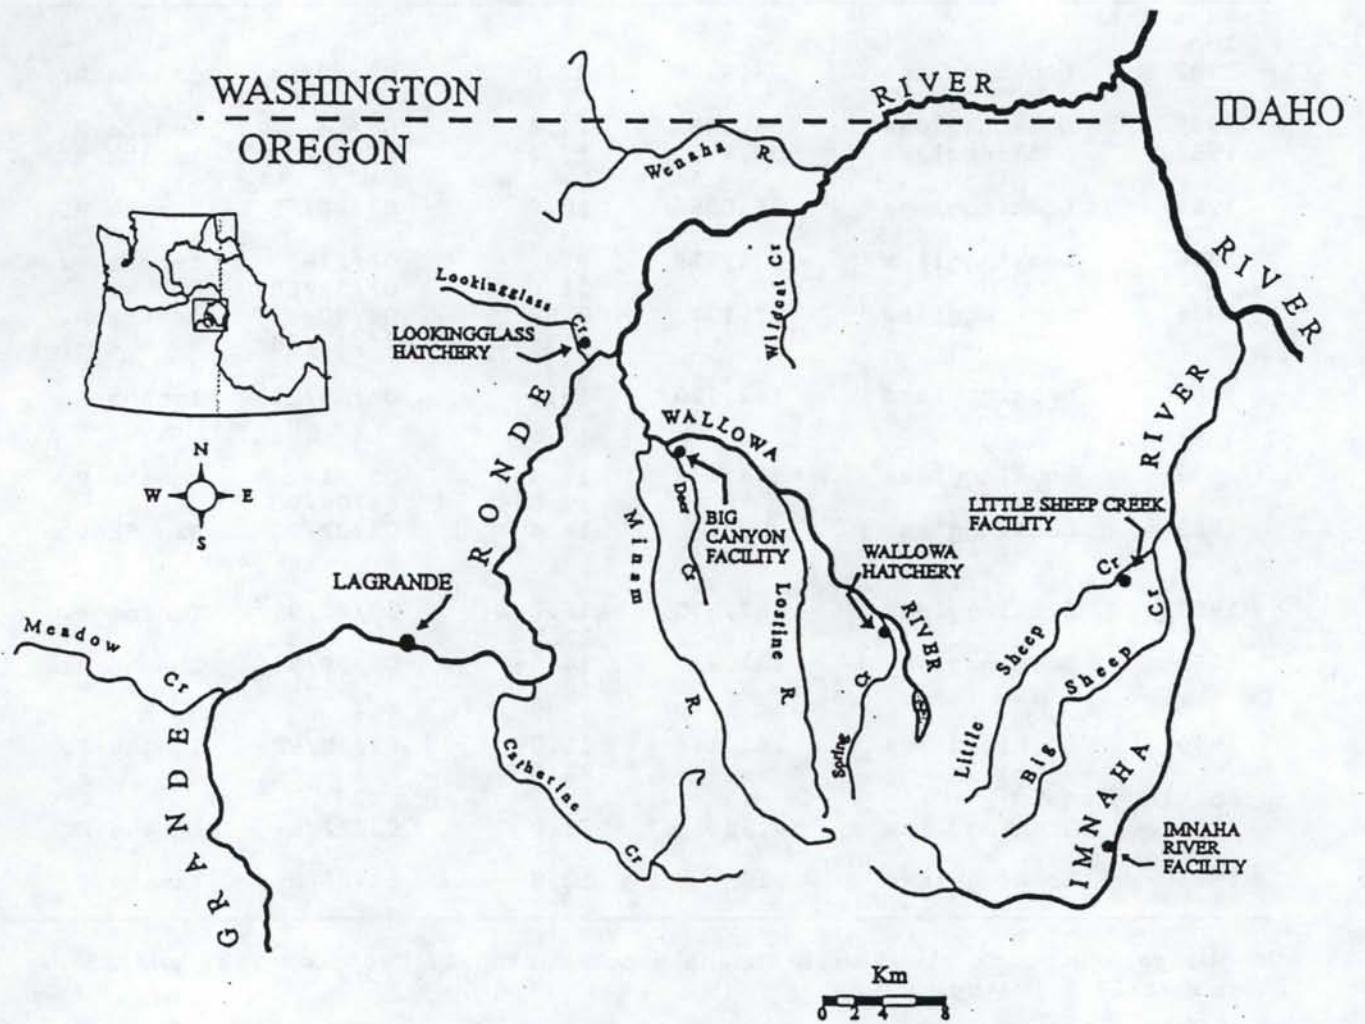 WASHINGTON
OREGON
IDAHO
RIVER
Wenaha R
RIVER
Wildcat Cr
Lookingglass Cr
LOOKINGGLASS
HATCHERY
GRANDE RONDE
WALLOWA RIVER
RIVER
N
W E
S
BIG
CANYON
FACILITY
Deer Cr
Minam R
Lostine R
WALLOWA
HATCHERY
LITTLE SHEEP CREEK
FACILITY
LAGRANDE
Meadow Cr
Catherine Cr
Spring Cr
Little Sheep Cr
Big Sheep Cr
IMNAHA
IMNAHA
RIVER
FACILITY
Km
0 2 4 8